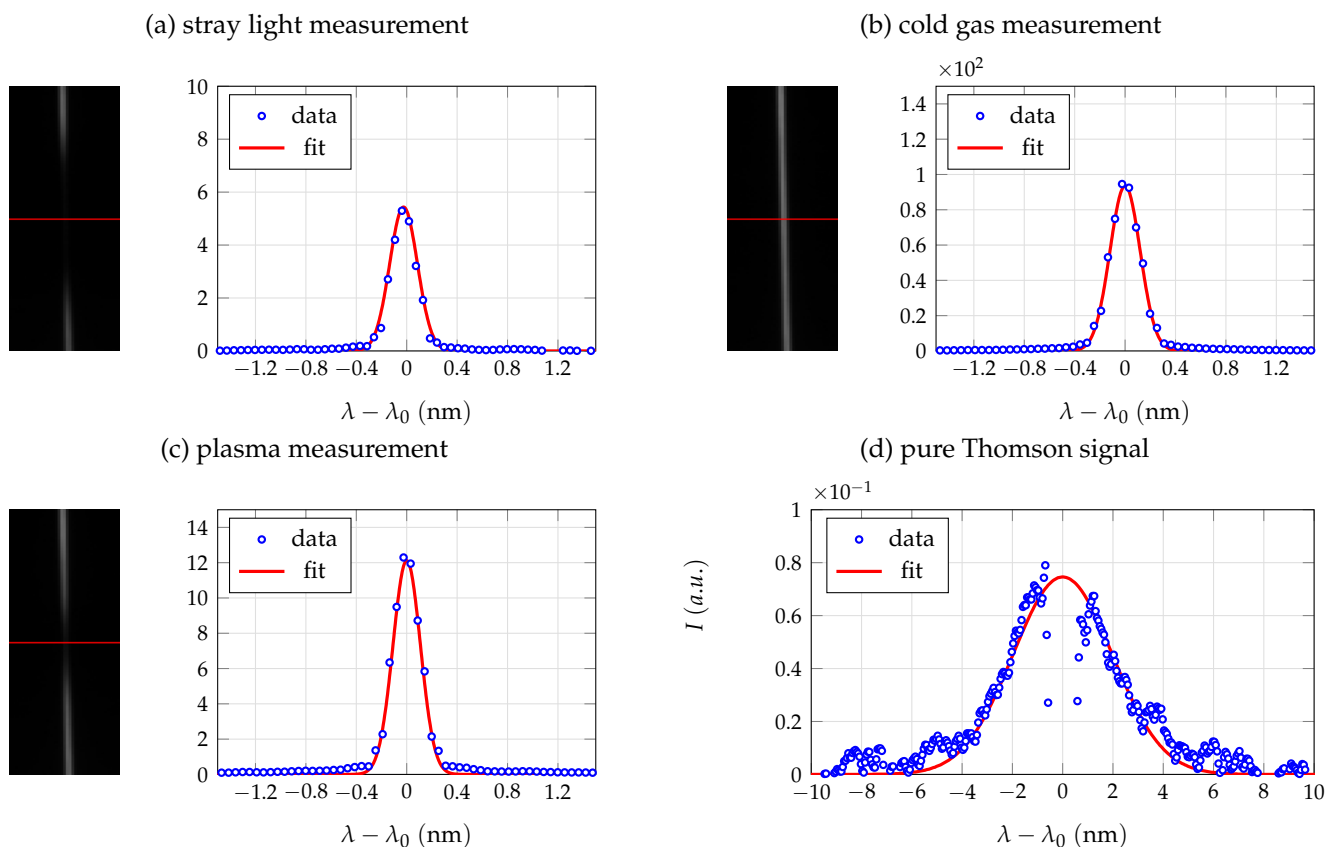 (a) stray light measurement
10
8
6
4
2
0
data
fit
−1.2 −0.8 −0.4 0 0.4 0.8 1.2
λ − λ₀ (nm)
(b) cold gas measurement
×10²
1.4
1.2
1
0.8
0.6
0.4
0.2
0
data
fit
−1.2 −0.8 −0.4 0 0.4 0.8 1.2
λ − λ₀ (nm)
(c) plasma measurement
14
12
10
8
6
4
2
0
data
fit
−1.2 −0.8 −0.4 0 0.4 0.8 1.2
λ − λ₀ (nm)
(d) pure Thomson signal
×10⁻¹
1
0.8
0.6
0.4
0.2
0
I (a.u.)
data
fit
−10 −8 −6 −4 −2 0 2 4 6 8 10
λ − λ₀ (nm)